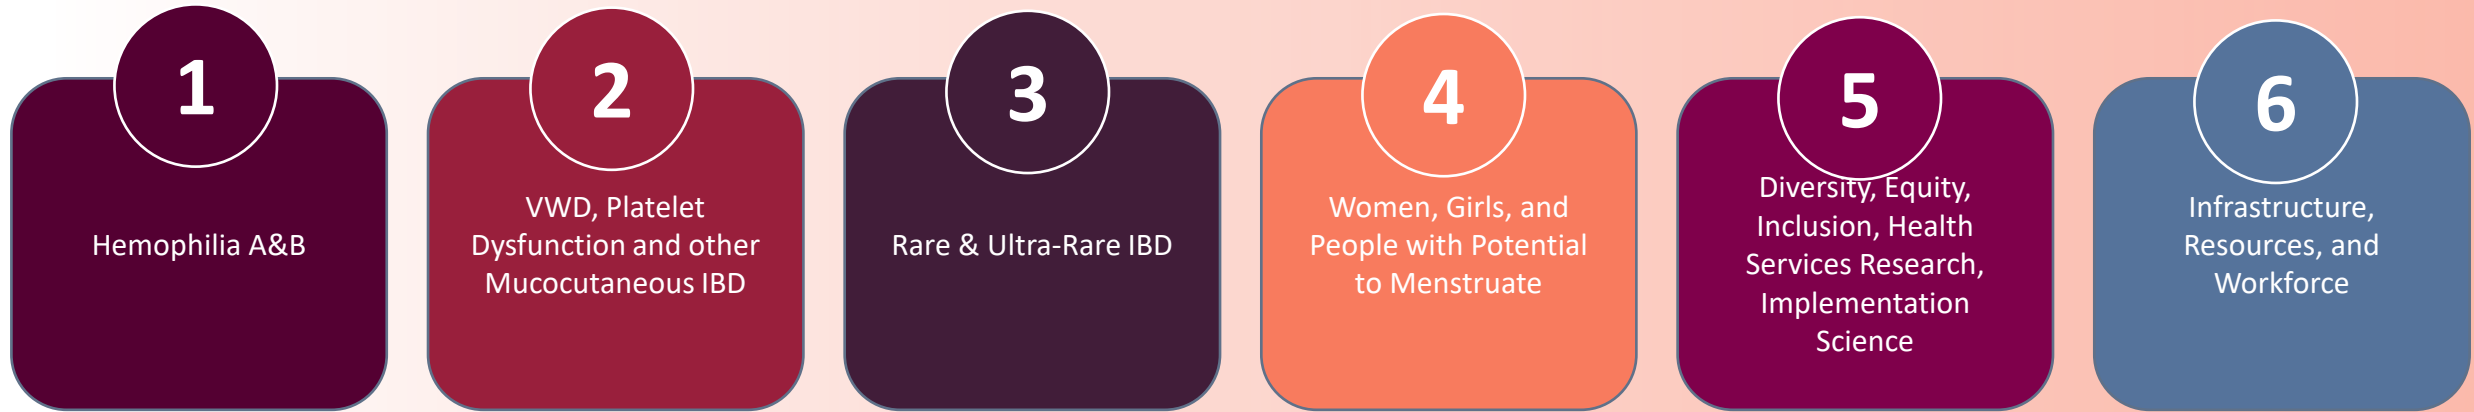 1
Hemophilia A&B
2
VWD, Platelet
Dysfunction and other
Mucocutaneous IBD
3
Rare & Ultra-Rare IBD
4
Women, Girls, and
People with Potential
to Menstruate
5
Diversity, Equity,
Inclusion, Health
Services Research,
Implementation
Science
6
Infrastructure,
Resources, and
Workforce